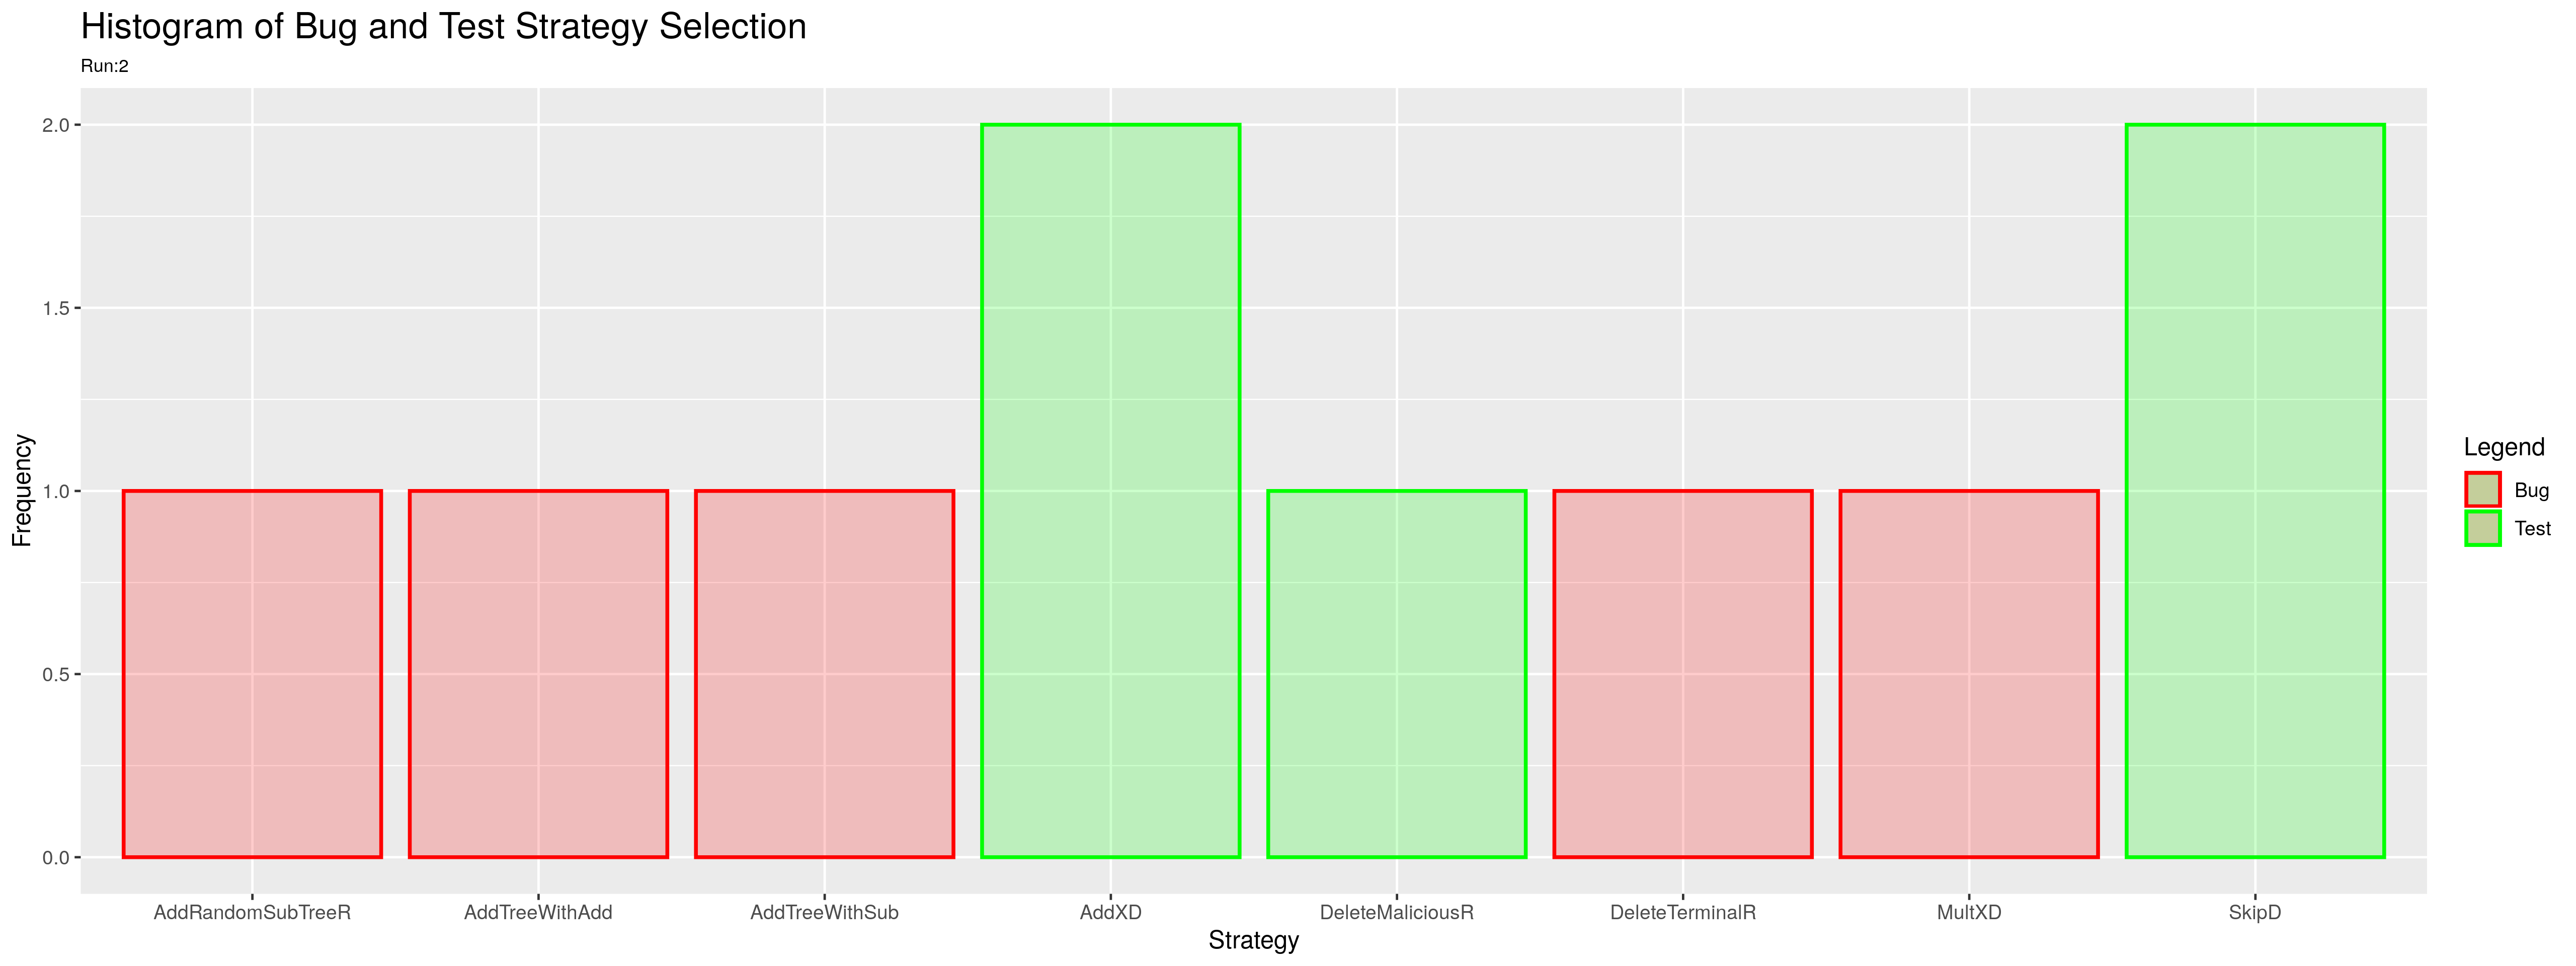 Histogram of Bug and Test Strategy Selection
Run:2
2.0
1.5
1.0
0.5
0.0
Frequency
AddRandomSubTreeR AddTreeWithAdd AddTreeWithSub AddXD DeleteMaliciousR DeleteTerminalR MultXD SkipD
Strategy
Legend
Bug
Test